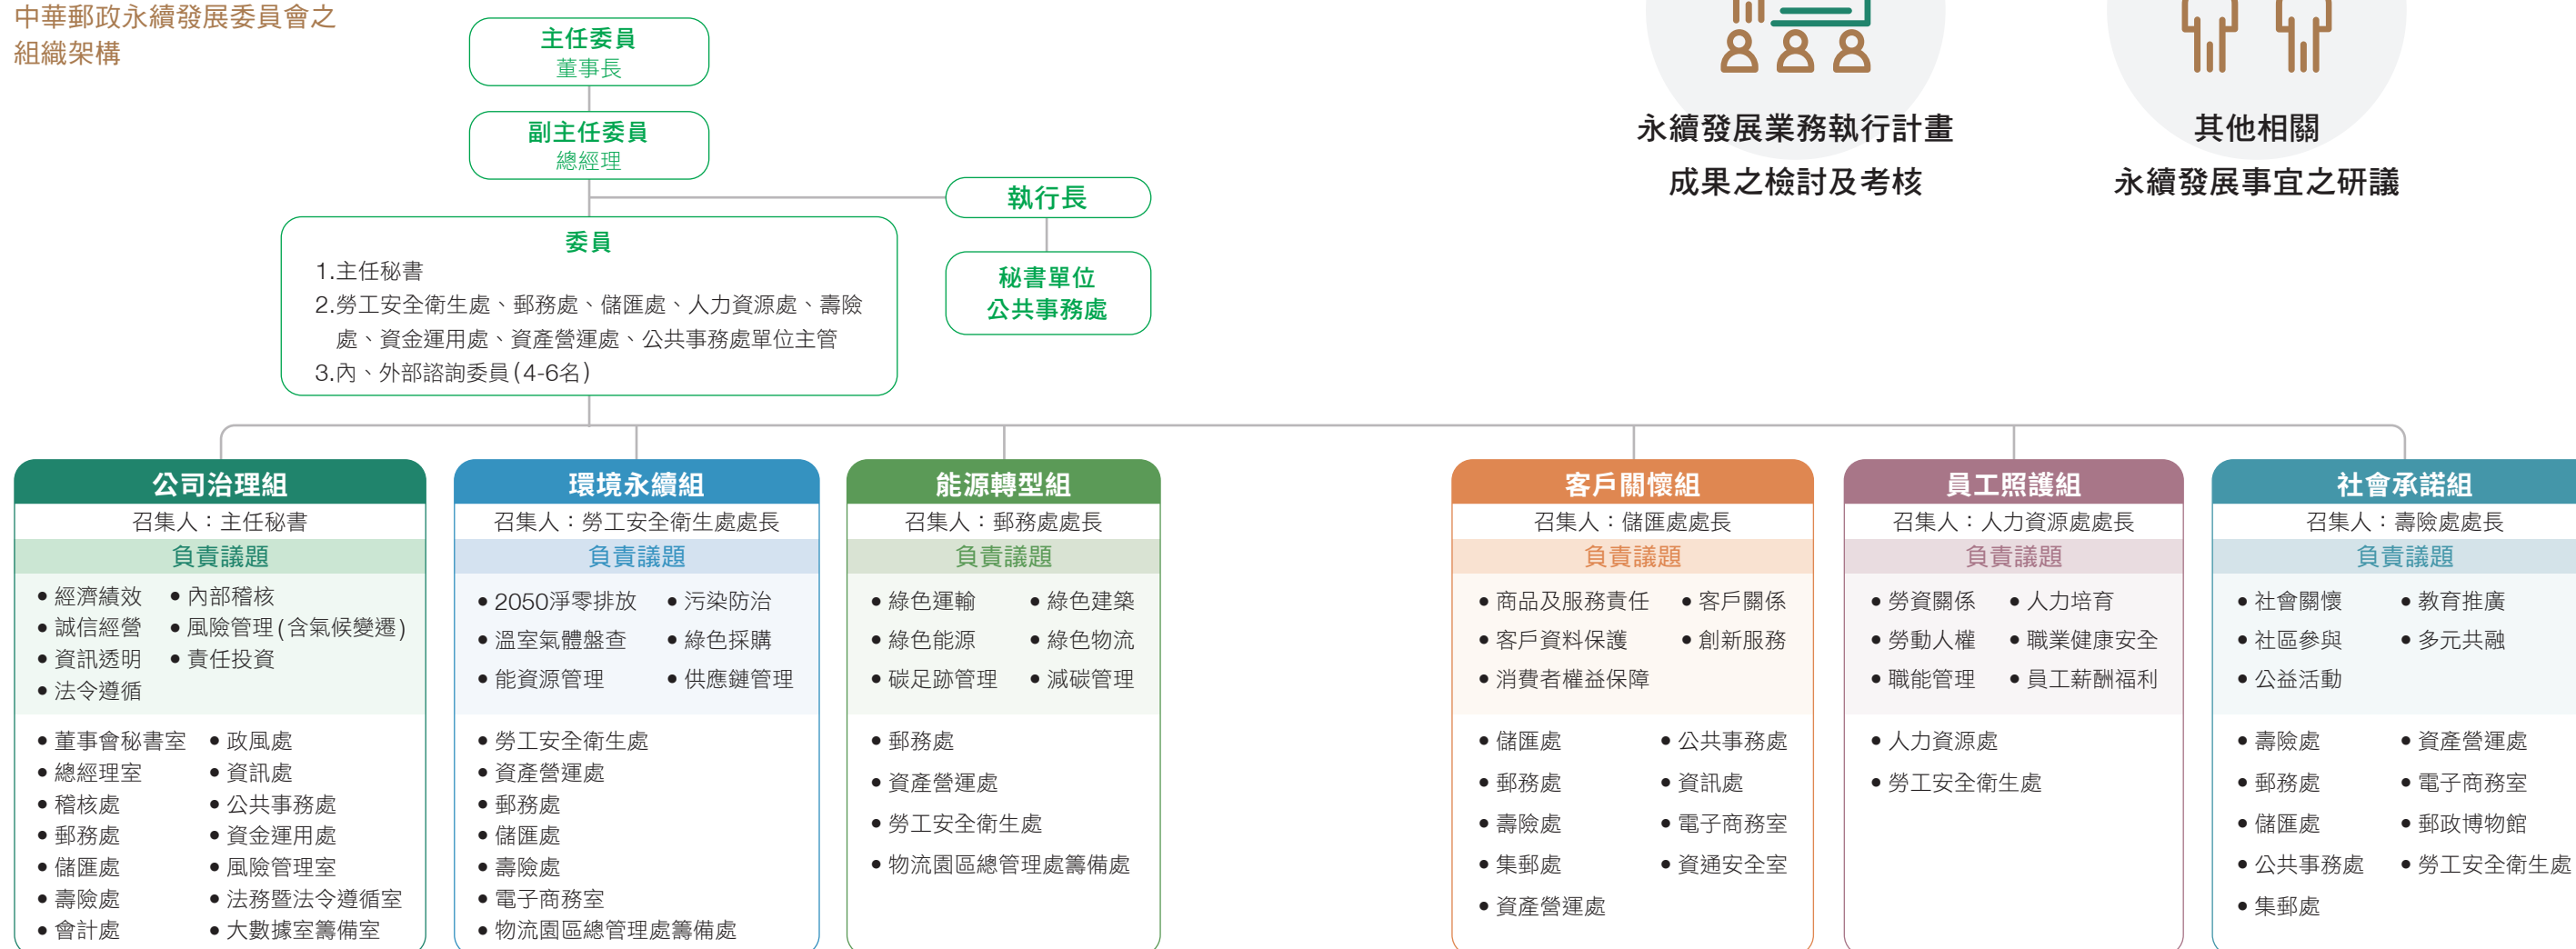 中華郵政永續發展委員會之
組織架構
主任委員
董事長
副主任委員
總經理
執行長
秘書單位
公共事務處
委員
1.主任秘書
2.勞工安全衛生處、郵務處、儲匯處、人力資源處、壽險
處、資金運用處、資產營運處、公共事務處單位主管
3.內、外部諮詢委員(4-6名)
永續發展業務執行計畫
成果之檢討及考核
其他相關
永續發展事宜之研議
公司治理組
召集人：主任秘書
負責議題
• 經濟績效 • 內部稽核
• 誠信經營 • 風險管理(含氣候變遷)
• 資訊透明 • 責任投資
• 法令遵循
• 董事會秘書室 • 政風處
• 總經理室 • 資訊處
• 稽核處 • 公共事務處
• 郵務處 • 資金運用處
• 儲匯處 • 風險管理室
• 壽險處 • 法務暨法令遵循室
• 會計處 • 大數據室籌備室
環境永續組
召集人：勞工安全衛生處處長
負責議題
• 2050淨零排放 • 污染防治
• 溫室氣體盤查 • 綠色採購
• 能資源管理 • 供應鏈管理
• 勞工安全衛生處
• 資產營運處
• 郵務處
• 儲匯處
• 壽險處
• 電子商務室
• 物流園區總管理處籌備處
能源轉型組
召集人：郵務處處長
負責議題
• 綠色運輸 • 綠色建築
• 綠色能源 • 綠色物流
• 碳足跡管理 • 減碳管理
• 郵務處
• 資產營運處
• 勞工安全衛生處
• 物流園區總管理處籌備處
客戶關懷組
召集人：儲匯處處長
負責議題
• 商品及服務責任 • 客戶關係
• 客戶資料保護 • 創新服務
• 消費者權益保障
• 儲匯處 • 公共事務處
• 郵務處 • 資訊處
• 壽險處 • 電子商務室
• 集郵處 • 資通安全室
• 資產營運處
員工照護組
召集人：人力資源處處長
負責議題
• 勞資關係 • 人力培育
• 勞動人權 • 職業健康安全
• 職能管理 • 員工薪酬福利
• 人力資源處
• 勞工安全衛生處
社會承諾組
召集人：壽險處處長
負責議題
• 社會關懷 • 教育推廣
• 社區參與 • 多元共融
• 公益活動
• 壽險處 • 資產營運處
• 郵務處 • 電子商務室
• 儲匯處 • 郵政博物館
• 公共事務處 • 勞工安全衛生處
• 集郵處